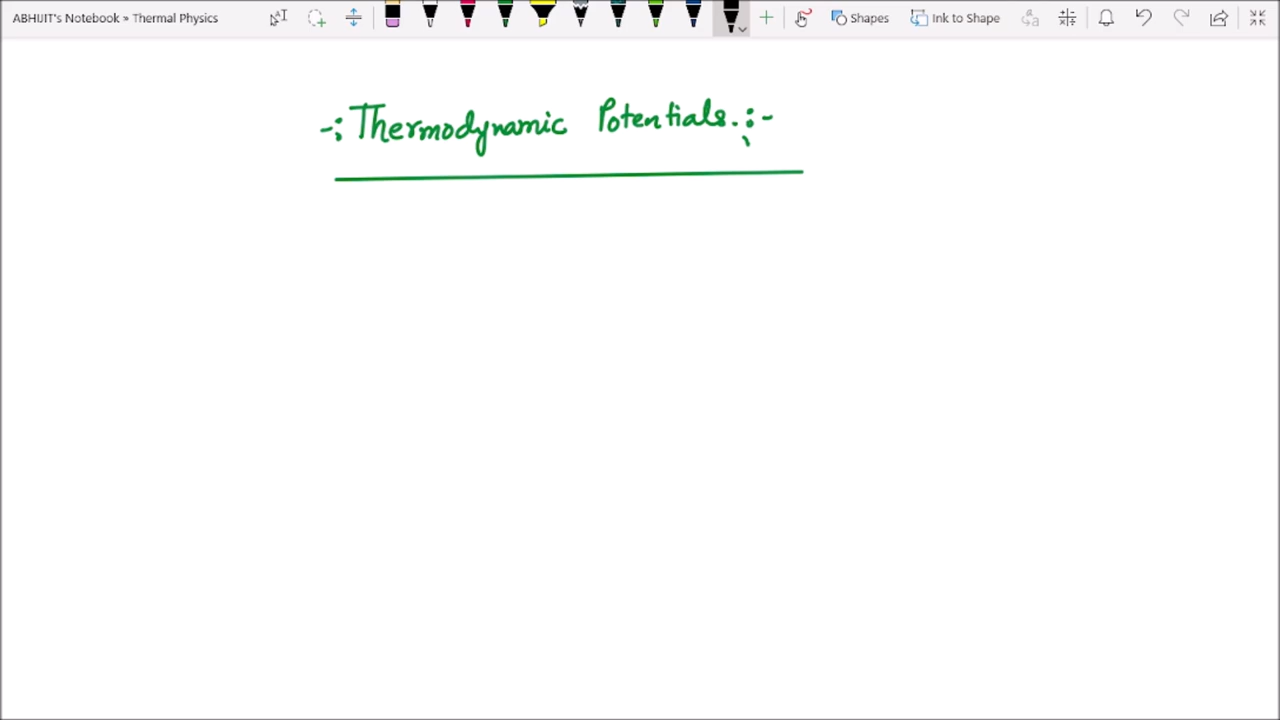 ABHIJIT's Notebook » Thermal Physics
Shapes
Ink to Shape
-: Thermodynamic Potentials. :-